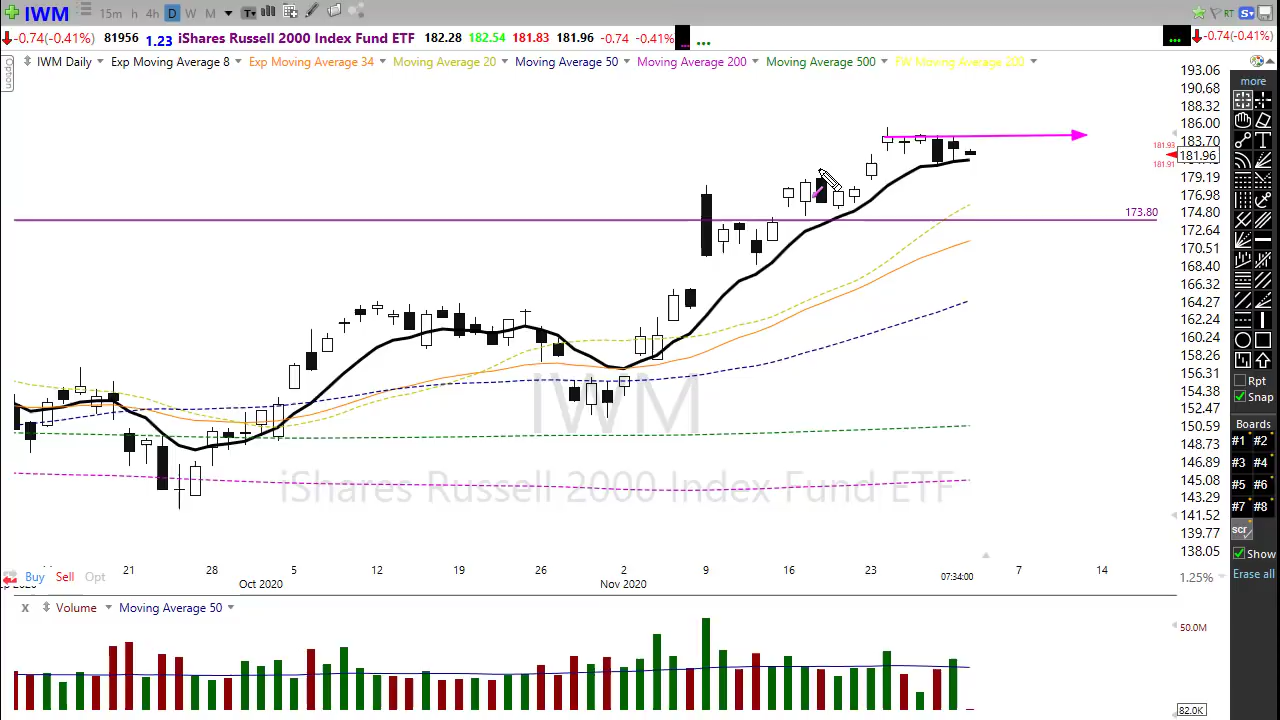 IWM 15m h 4h D W M T RT S
-0.74(-0.41%) 81956 1.23 iShares Russell 2000 Index Fund ETF 182.28 182.54 181.83 181.96 -0.74 -0.41% ... ... -0.74(-0.41%)
Option
IWM Daily Exp Moving Average 8 Exp Moving Average 34 Moving Average 20 Moving Average 50 Moving Average 200 Moving Average 500 FW Moving Average 200
193.06
190.68
188.32
186.00
183.70
181.93
181.96
181.91
179.19
176.98
174.80
173.80
172.64
170.51
168.40
166.32
164.27
162.24
160.24
158.26
156.31
154.38
152.47
150.59
148.73
146.89
145.08
143.29
141.52
139.77
138.05
IWM
iShares Russell 2000 Index Fund ETF
more
T
Rpt
Snap
Boards
#1 #2
#3 #4
#5 #6
#7 #8
scr
Show
Erase all
21 28 5 12 19 26 2 9 16 23 07:34:00 7 14
Oct 2020 Nov 2020
Buy Sell Opt
1.25%
x Volume Moving Average 50
50.0M
82.0K